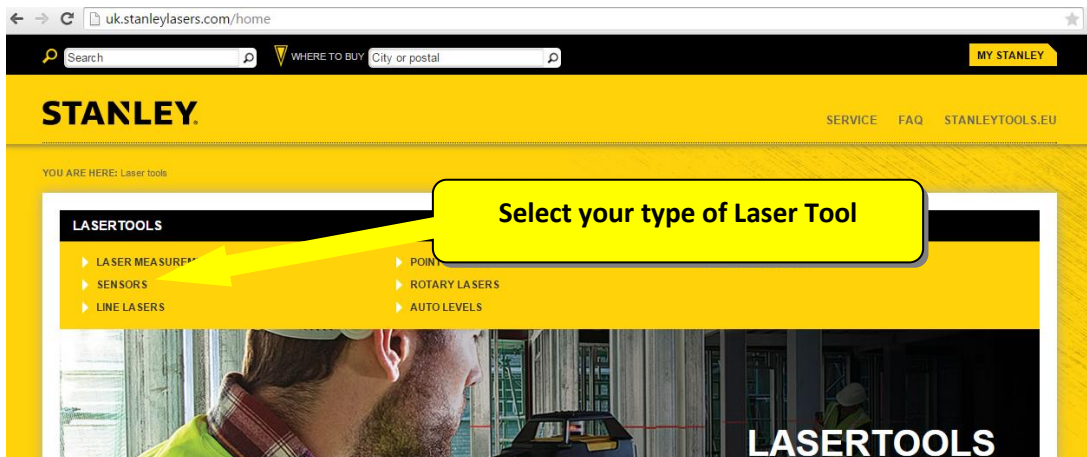 uk.stanleylasers.com/home
Search
WHERE TO BUY
City or postal
MY STANLEY
STANLEY.
SERVICE FAQ STANLEYTOOLS.EU
YOU ARE HERE: Laser tools
Select your type of Laser Tool
LASERTOOLS
SENSORS
LINE LASERS
ROTARY LASERS
AUTO LEVELS
LASERTOOLS